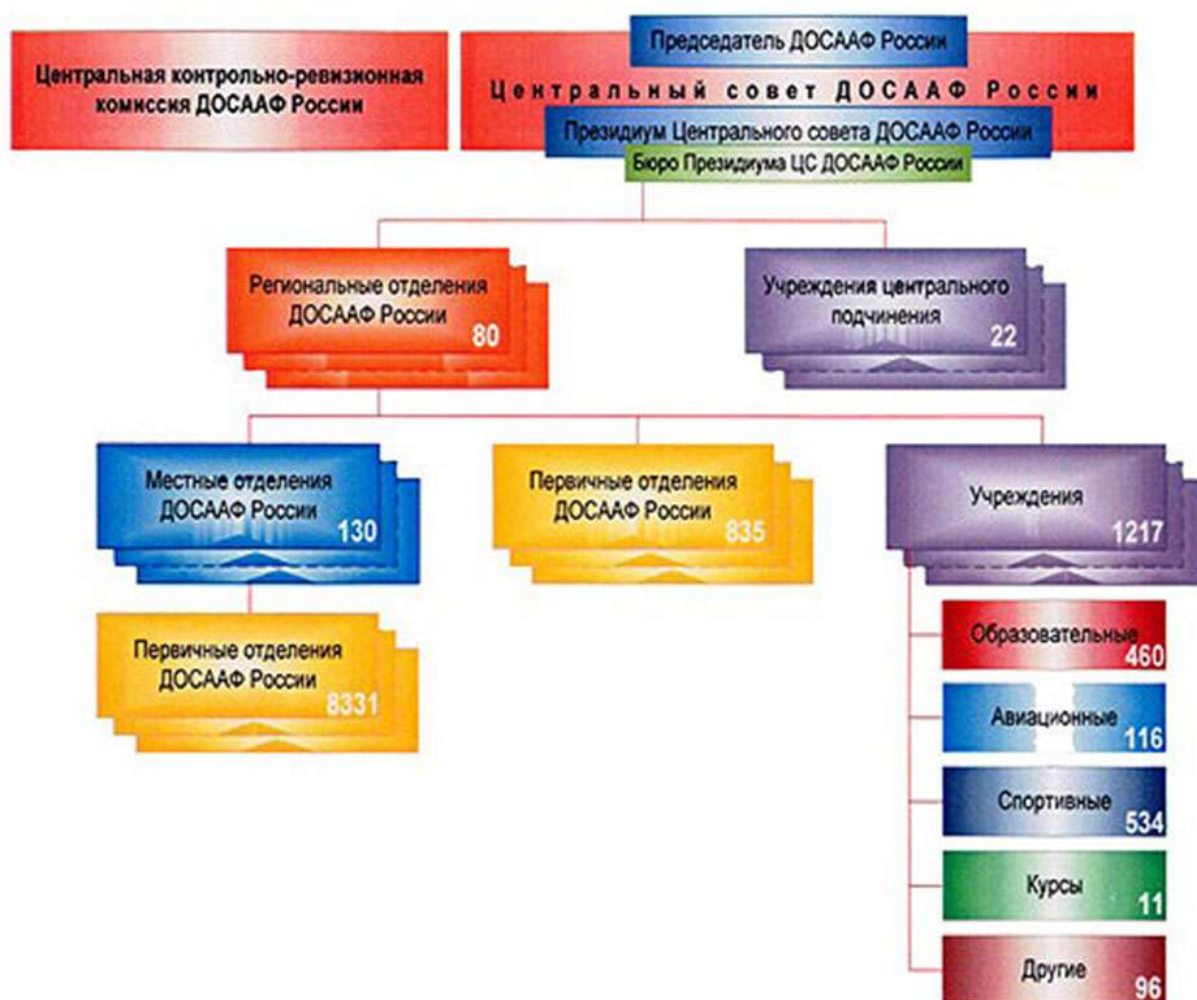 Центральная контрольно-ревизионная
комиссия ДОСААФ России
Председатель ДОСААФ России
Центральный совет ДОСААФ России
Президиум Центрального совета ДОСААФ России
Бюро Президиума ЦС ДОСААФ России
Региональные отделения
ДОСААФ России
80
Учреждения центрального
подчинения
22
Местные отделения
ДОСААФ России
130
Первичные отделения
ДОСААФ России
835
Учреждения
1217
Первичные отделения
ДОСААФ России
8331
Образовательные
460
Авиационные
116
Спортивные
534
Курсы
11
Другие
96